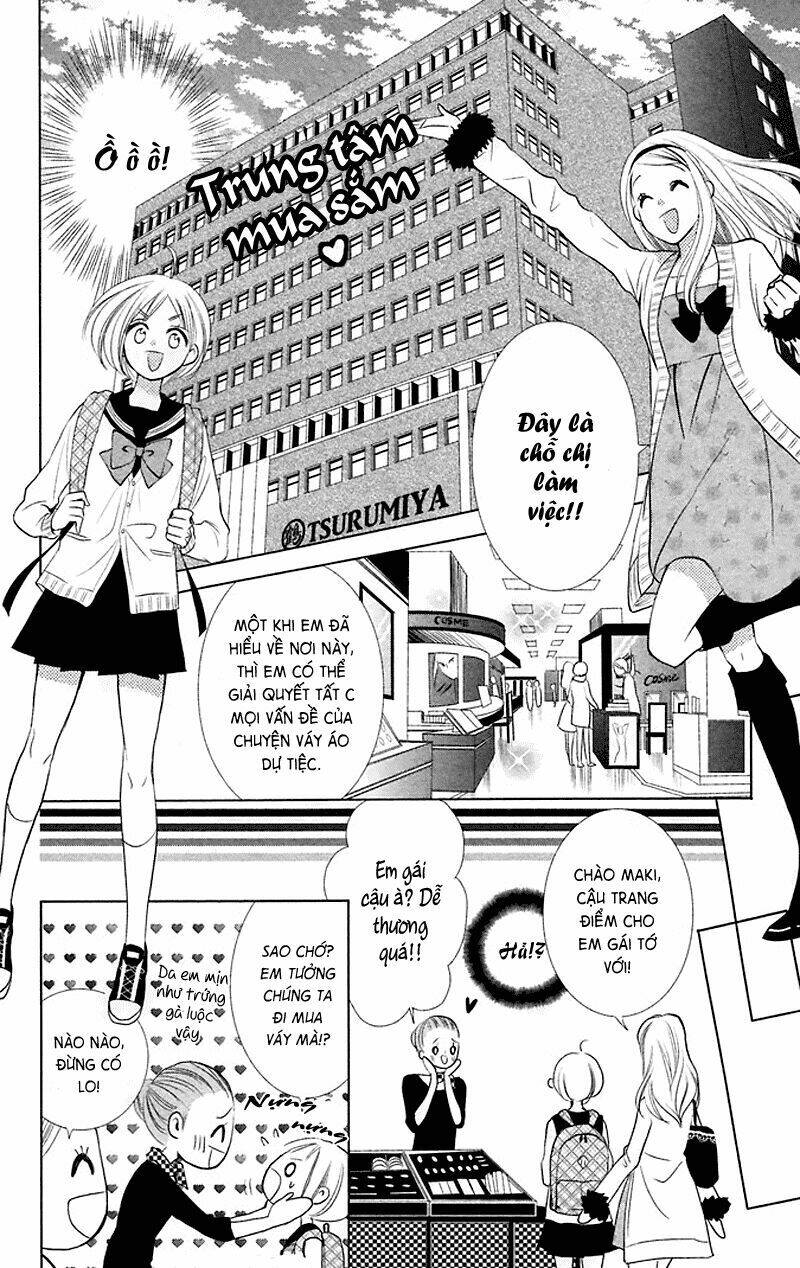 Ồ ồ ồ!
Trung tâm
mua sắm
Đây là
chỗ chị
làm
việc!!
鶴 TSURUMIYA
MỘT KHI EM ĐÃ
HIỂU VỀ NƠI NÀY,
THÌ EM CÓ THỂ
GIẢI QUYẾT TẤT C
MỌI VẤN ĐỀ CỦA
CHUYỆN VÁY ÁO
DỰ TIỆC.
COSME
COSME
CHÀO MAKI,
CẬU TRANG
ĐIỂM CHO
EM GÁI TỚ
VỚI!
Hả!?
Em gái
cậu à? Dễ
thương
quá!!
SAO CHỚ?
EM TƯỞNG
CHÚNG TA
ĐI MUA
VÁY MÀ!?
Da em mịn
như trứng
gà luộc
vậy
NÀO NÀO,
ĐỪNG CÓ
LO!
Nựng
nựng